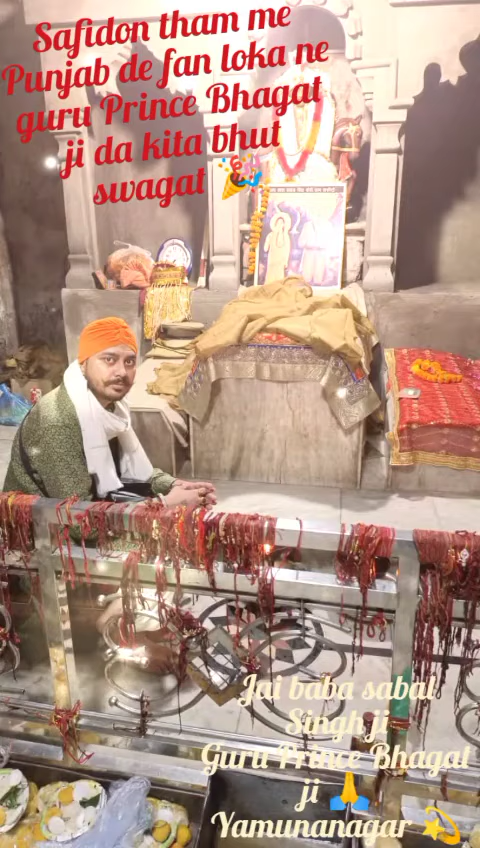 Safidon tham me
Punjab de fan loka ne
guru Prince Bhagat
ji da kita bhut
swagat 🎉
Jai baba sabal
Singh ji
Guru Prince Bhagat
ji 🙏
Yamunanagar 💫